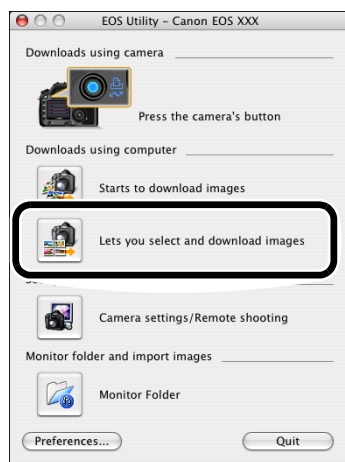 EOS Utility – Canon EOS XXX
Downloads using camera
Press the camera's button
Downloads using computer
Starts to download images
Lets you select and download images
Camera settings/Remote shooting
Monitor folder and import images
Monitor Folder
Preferences...
Quit